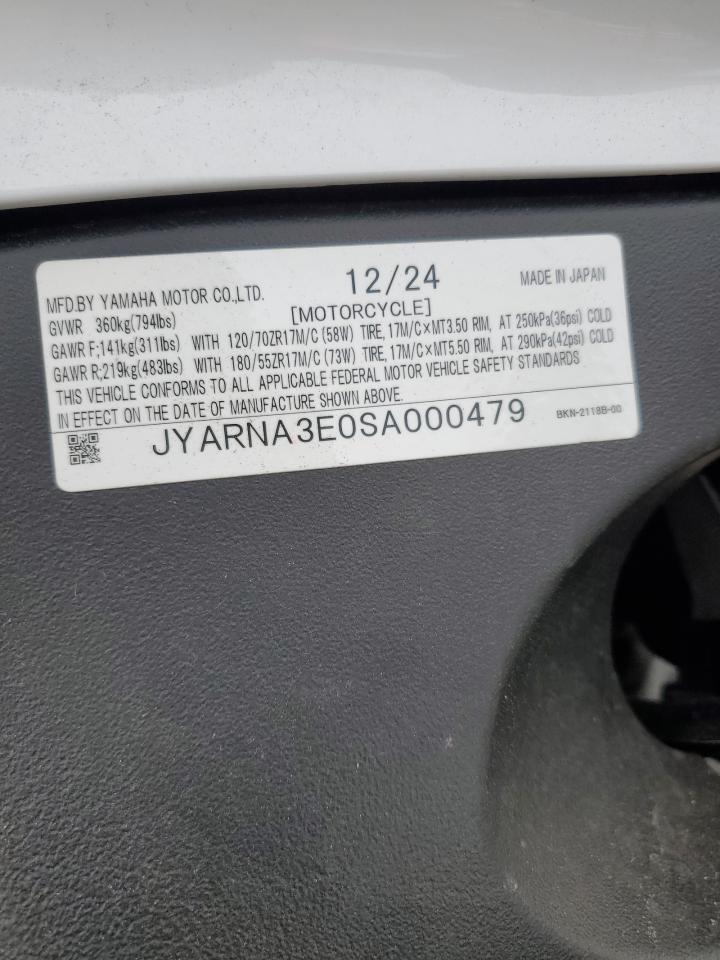 MFD.BY YAMAHA MOTOR CO.,LTD. 12/24 MADE IN JAPAN
GVWR 360kg(794lbs) [MOTORCYCLE]
GAWR F;141kg(311lbs) WITH 120/70ZR17M/C (58W) TIRE, 17M/C×MT3.50 RIM, AT 250kPa(36psi) COLD
GAWR R;219kg(483lbs) WITH 180/55ZR17M/C (73W) TIRE, 17M/C×MT5.50 RIM, AT 290kPa(42psi) COLD
THIS VEHICLE CONFORMS TO ALL APPLICABLE FEDERAL MOTOR VEHICLE SAFETY STANDARDS
IN EFFECT ON THE DATE OF MANUFACTURE SHOWN ABOVE.
JYARNA3E0SA000479 BKN-2118B-00